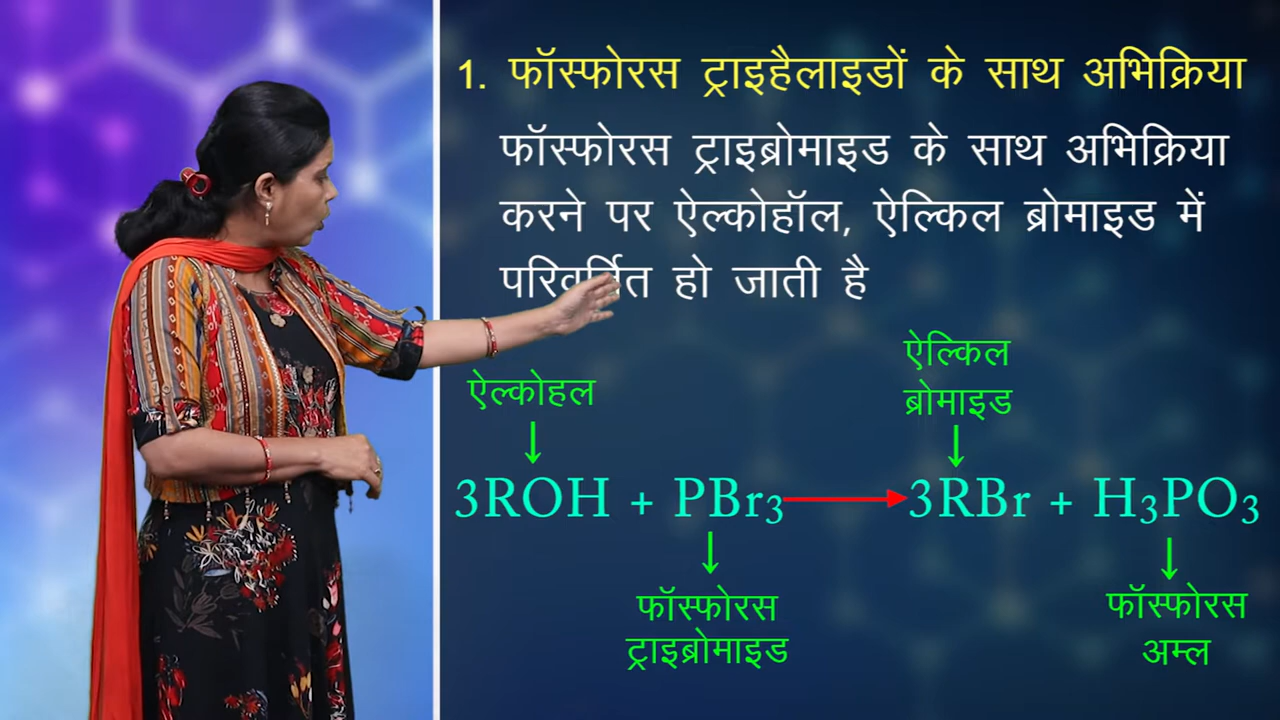 1. फॉस्फोरस ट्राइहैलाइडों के साथ अभिक्रिया
फॉस्फोरस ट्राइब्रोमाइड के साथ अभिक्रिया
करने पर ऐल्कोहॉल, ऐल्किल ब्रोमाइड में
परिवर्तित हो जाती है
ऐल्किल
ब्रोमाइड
ऐल्कोहल
3ROH + PBr₃ → 3RBr + H₃PO₃
फॉस्फोरस
ट्राइब्रोमाइड
फॉस्फोरस
अम्ल